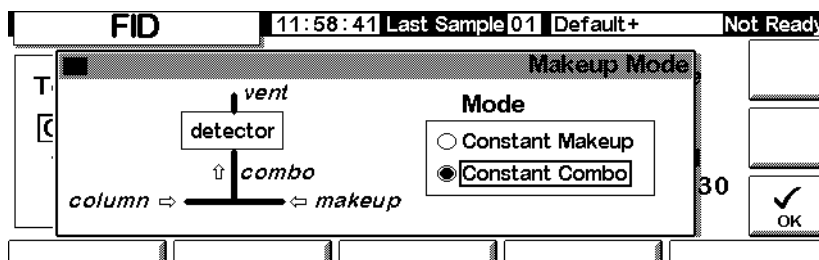 FID 11:58:41 Last Sample 01 Default+ Not Ready
Makeup Mode
vent
Mode
detector
Constant Makeup
combo
Constant Combo
column ⇨ ⇦ makeup
30
OK